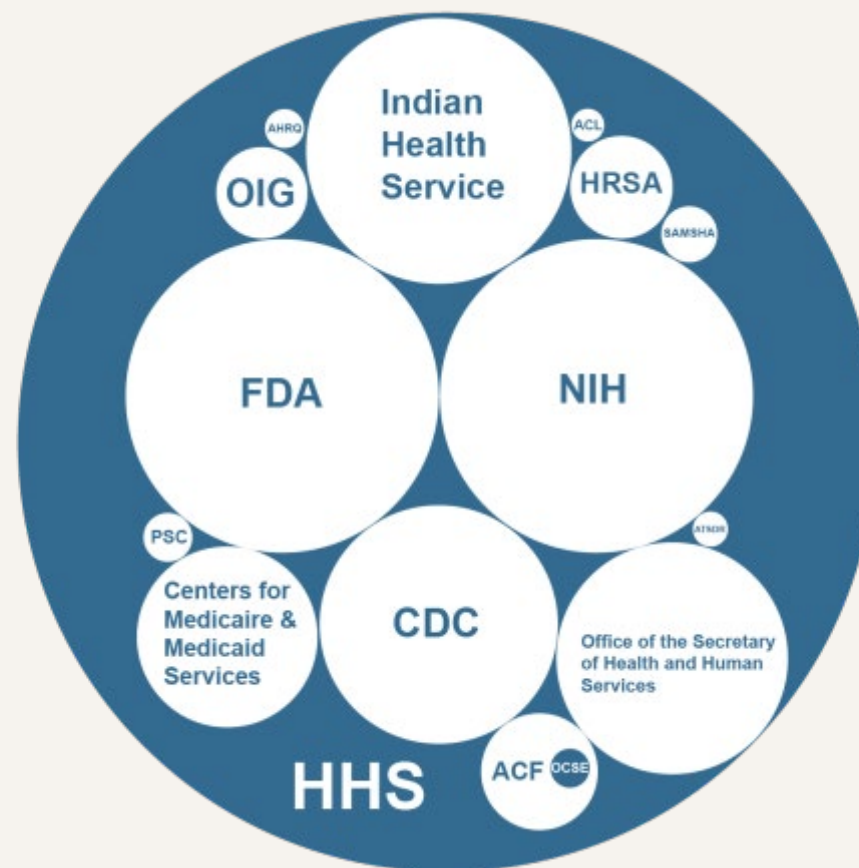 Indian
Health
Service
AHRQ
ACL
OIG
HRSA
SAMSHA
FDA
NIH
PSC
ATSDR
Centers for
Medicaire &
Medicaid
Services
CDC
Office of the Secretary
of Health and Human
Services
ACF
OCSE
HHS